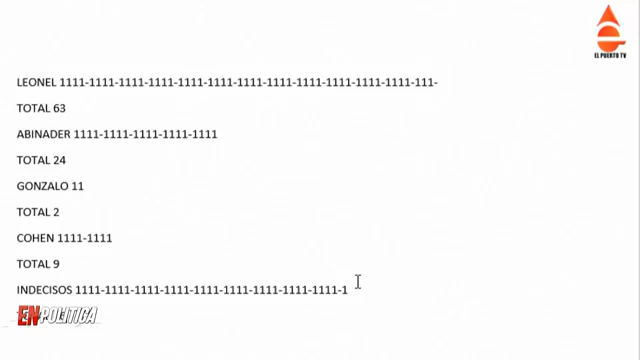 EL PUERTO TV
LEONEL 1111-1111-1111-1111-1111-1111-1111-1111-1111-1111-1111-1111-111-
TOTAL 63
ABINADER 1111-1111-1111-1111-1111
TOTAL 24
GONZALO 11
TOTAL 2
COHEN 1111-1111
TOTAL 9
INDECISOS 1111-1111-1111-1111-1111-1111-1111-1111-1111-1
EN POLITICA